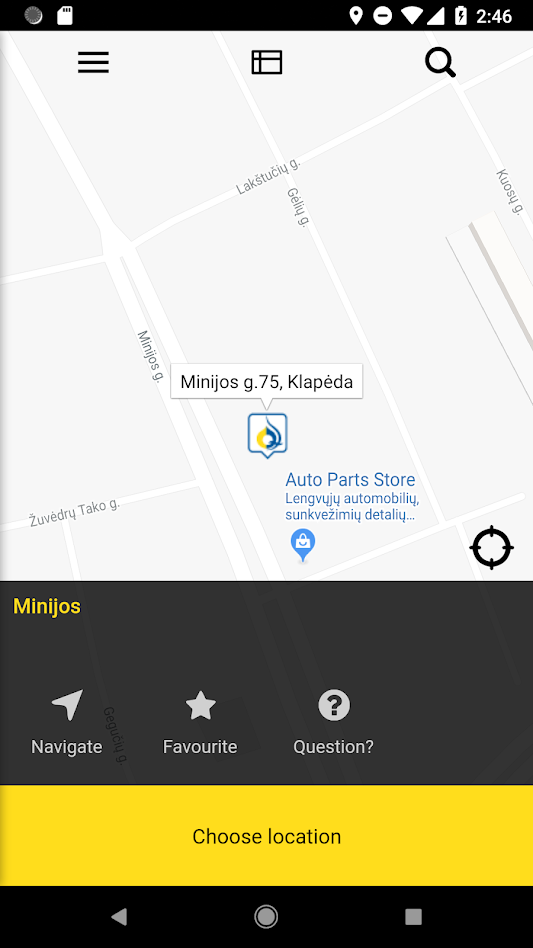 2:46
Lakštučių g.
Gėlių g.
Kuosų g.
Minijos g.
Minijos g.75, Klapėda
Auto Parts Store
Lengvųjų automobilių,
sunkvežimių detalių...
Žuvėdrų Tako g.
Minijos
Gegučių g.
Navigate
Favourite
Question?
Choose location